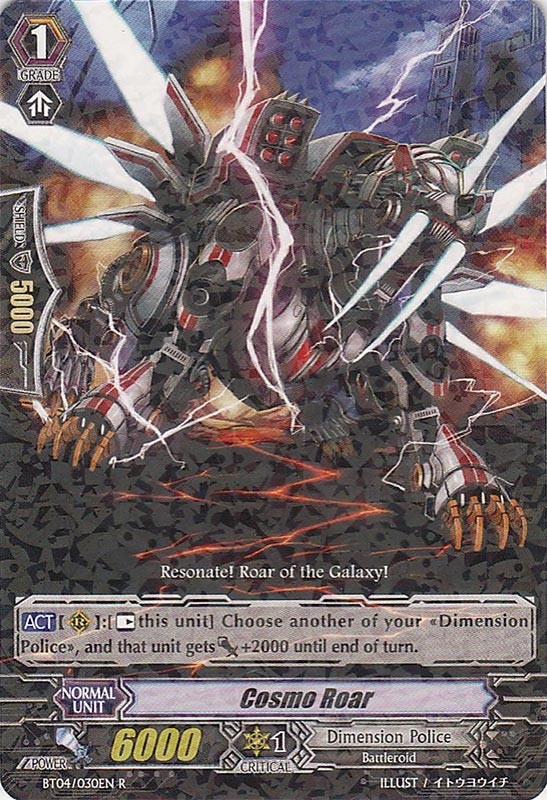 1
GRADE
SHIELD
5000
Resonate! Roar of the Galaxy!
ACT[ R ]:[ this unit] Choose another of your «Dimension
Police», and that unit gets +2000 until end of turn.
NORMAL
UNIT
Cosmo Roar
POWER
6000
1
CRITICAL
Dimension Police
Battleroid
BT04/030EN R
ILLUST / イトウヨウイチ